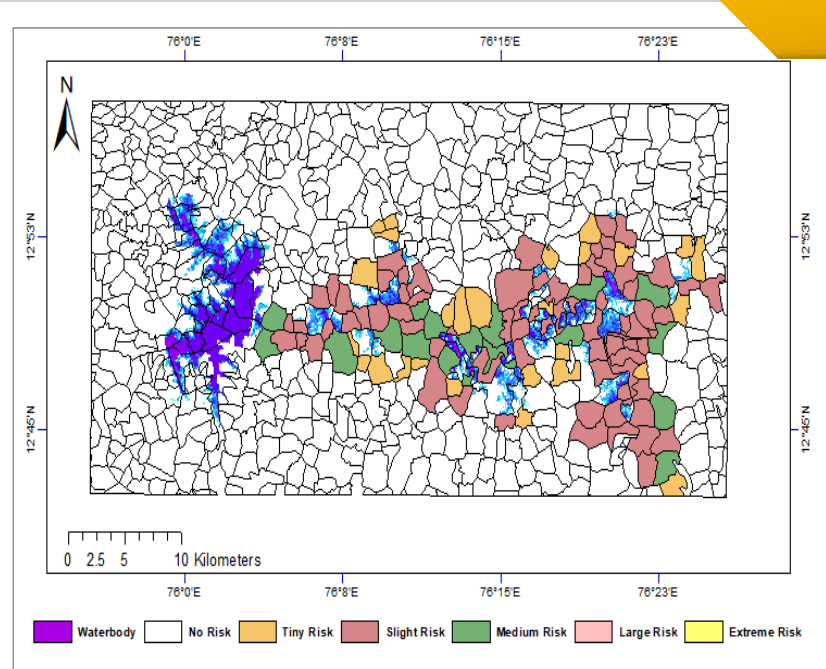 76°0'E 76°8'E 76°15'E 76°23'E
N
12°53'N 12°53'N
12°45'N 12°45'N
0 2.5 5 10 Kilometers
76°0'E 76°8'E 76°15'E 76°23'E
Waterbody No Risk Tiny Risk Slight Risk Medium Risk Large Risk Extreme Risk